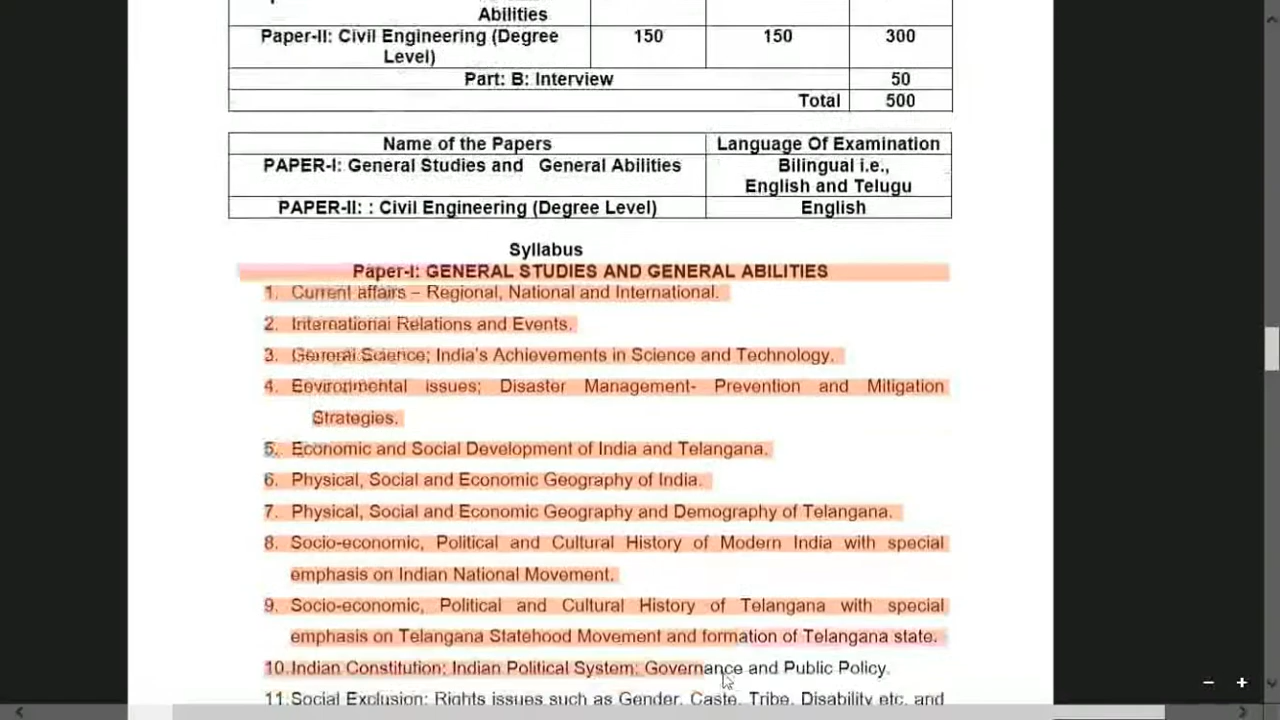 Abilities
Paper-II: Civil Engineering (Degree Level) 150 150 300
Part: B: Interview 50
Total 500
Name of the Papers Language Of Examination
PAPER-I: General Studies and General Abilities Bilingual i.e., English and Telugu
PAPER-II: : Civil Engineering (Degree Level) English
Syllabus
Paper-I: GENERAL STUDIES AND GENERAL ABILITIES
1. Current affairs – Regional, National and International.
2. International Relations and Events.
3. General Science; India's Achievements in Science and Technology.
4. Environmental issues; Disaster Management- Prevention and Mitigation
Strategies.
5. Economic and Social Development of India and Telangana.
6. Physical, Social and Economic Geography of India.
7. Physical, Social and Economic Geography and Demography of Telangana.
8. Socio-economic, Political and Cultural History of Modern India with special
emphasis on Indian National Movement.
9. Socio-economic, Political and Cultural History of Telangana with special
emphasis on Telangana Statehood Movement and formation of Telangana state.
10. Indian Constitution; Indian Political System; Governance and Public Policy.
11. Social Exclusion; Rights issues such as Gender, Caste, Tribe, Disability etc. and